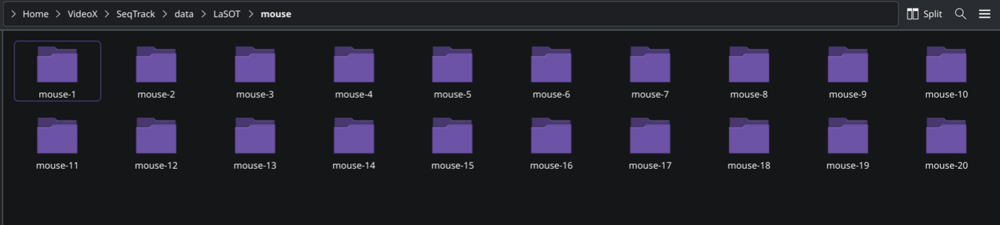 Home VideoX SeqTrack data LaSOT mouse Split
mouse-1 mouse-2 mouse-3 mouse-4 mouse-5 mouse-6 mouse-7 mouse-8 mouse-9 mouse-10
mouse-11 mouse-12 mouse-13 mouse-14 mouse-15 mouse-16 mouse-17 mouse-18 mouse-19 mouse-20